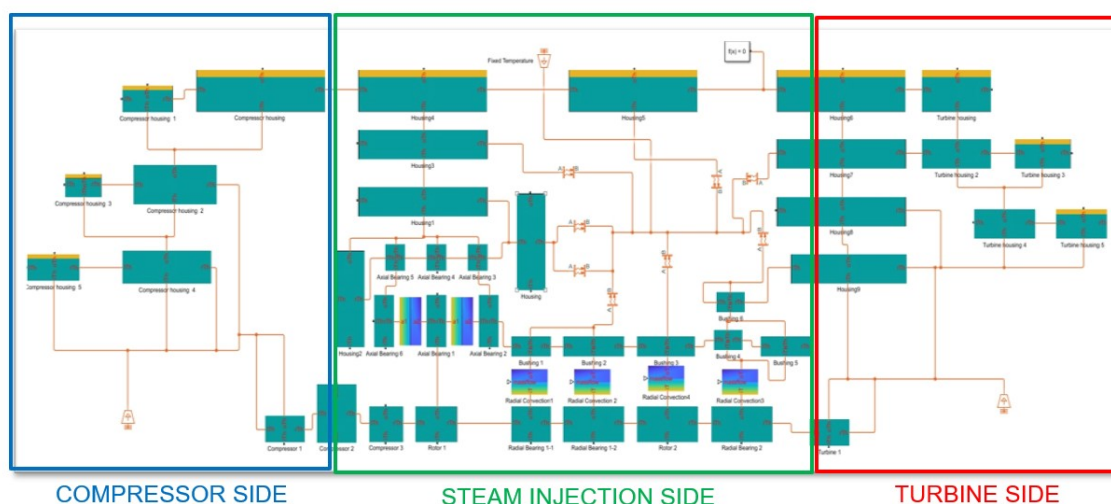 f(x) = 0
Fixed Temperature
Compressor housing 1
Compressor housing
Housing4
Housing5
Housing6
Turbine housing
Housing3
Housing7
Turbine housing 2
Turbine housing 3
Compressor housing 3
Compressor housing 2
Housing1
Housing8
Turbine housing 4
Turbine housing 5
Axial Bearing 5
Axial Bearing 4
Axial Bearing 3
Compressor housing 5
Compressor housing 4
Housing
Housing9
Bushing 6
Housing2
Axial Bearing 6
Axial Bearing 1
Axial Bearing 2
Bushing 1
Bushing 2
Bushing 3
Bushing 4
Bushing 5
Radial Convection1
Radial Convection 2
Radial Convection4
Radial Convection3
Compressor 1
Compressor 2
Compressor 3
Rotor 1
Radial Bearing 1-1
Radial Bearing 1-2
Rotor 2
Radial Bearing 2
Turbine 1
A
B
A
B
A
B
A
B
A
B
A
B
A
B
A
B
COMPRESSOR SIDE
STEAM INJECTION SIDE
TURBINE SIDE